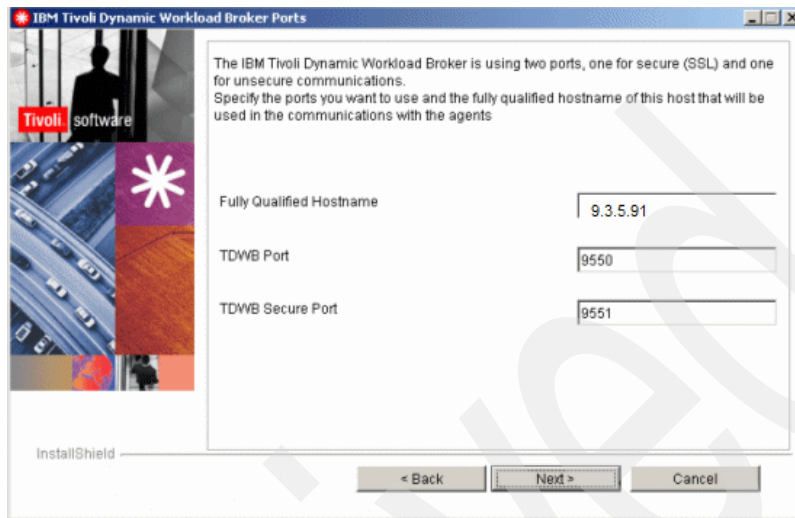 IBM Tivoli Dynamic Workload Broker Ports
The IBM Tivoli Dynamic Workload Broker is using two ports, one for secure (SSL) and one
for unsecure communications.
Specify the ports you want to use and the fully qualified hostname of this host that will be
used in the communications with the agents
Tivoli software
Fully Qualified Hostname 9.3.5.91
TDWB Port 9550
TDWB Secure Port 9551
InstallShield
< Back Next > Cancel